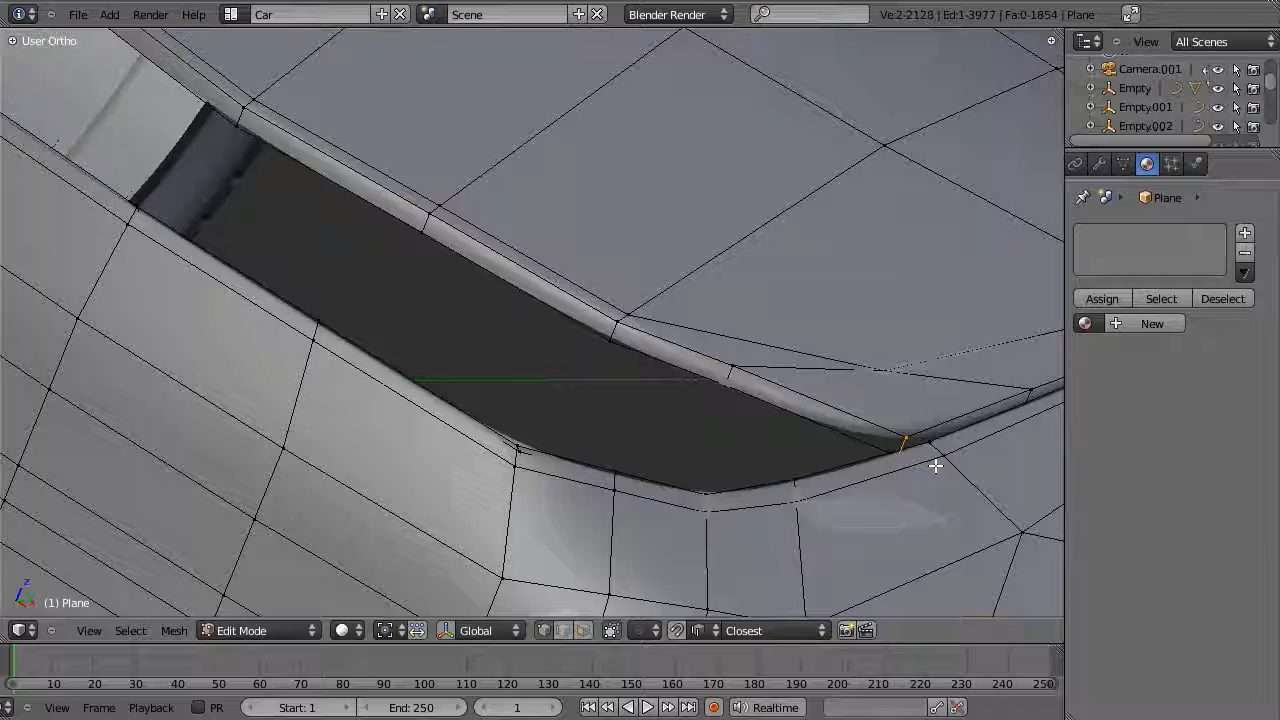 File Add Render Help Car Scene Blender Render Ve:2-2128 | Ed:1-3977 | Fa:0-1854 | Plane
User Ortho
View All Scenes
Camera.001
Empty
Empty.001
Empty.002
Plane
Assign Select Deselect
New
z
(1) Plane
View Select Mesh Edit Mode Global Closest
10 20 30 40 50 60 70 80 90 100 110 120 130 140 150 160 170 180 190 200 210 220 230 240 250
View Frame Playback PR Start: 1 End: 250 1 Realtime